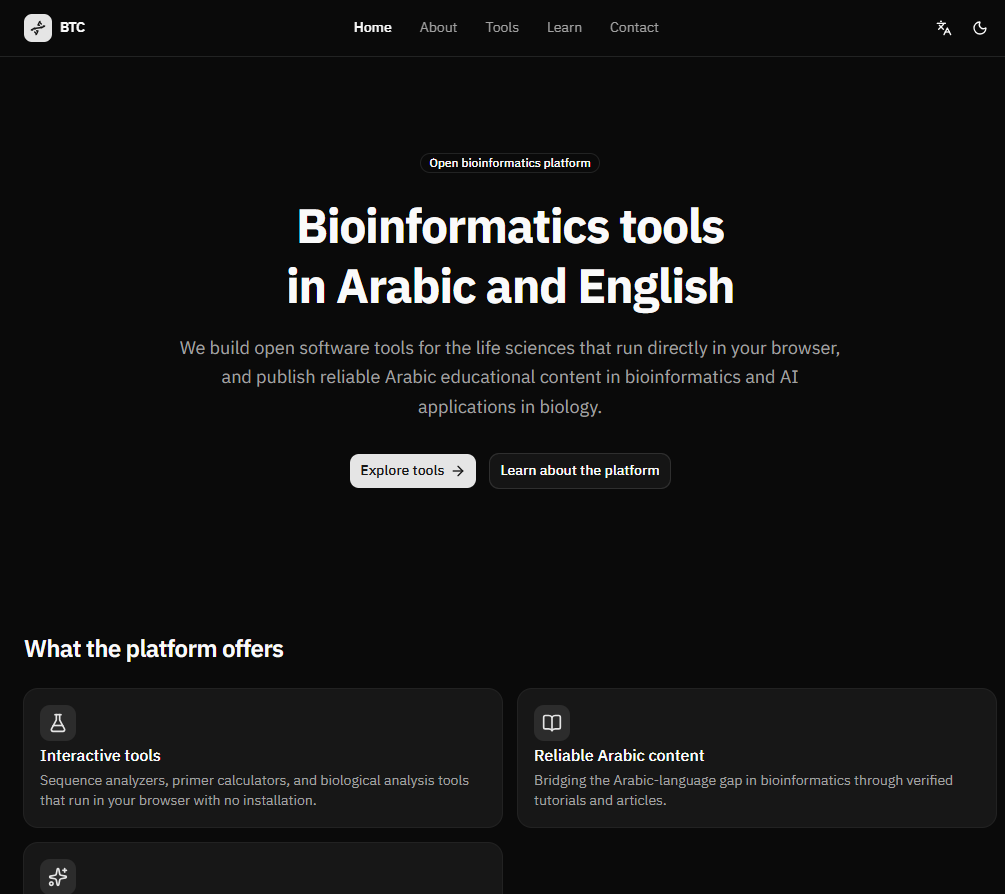 BTC
Home
About
Tools
Learn
Contact
Open bioinformatics platform
Bioinformatics tools
in Arabic and English
We build open software tools for the life sciences that run directly in your browser,
and publish reliable Arabic educational content in bioinformatics and AI
applications in biology.
Explore tools →
Learn about the platform
What the platform offers
Interactive tools
Sequence analyzers, primer calculators, and biological analysis tools
that run in your browser with no installation.
Reliable Arabic content
Bridging the Arabic-language gap in bioinformatics through verified
tutorials and articles.